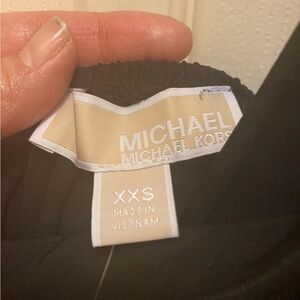 MICHAEL
MICHAEL KORS
XXS
MADE IN
VIETNAM